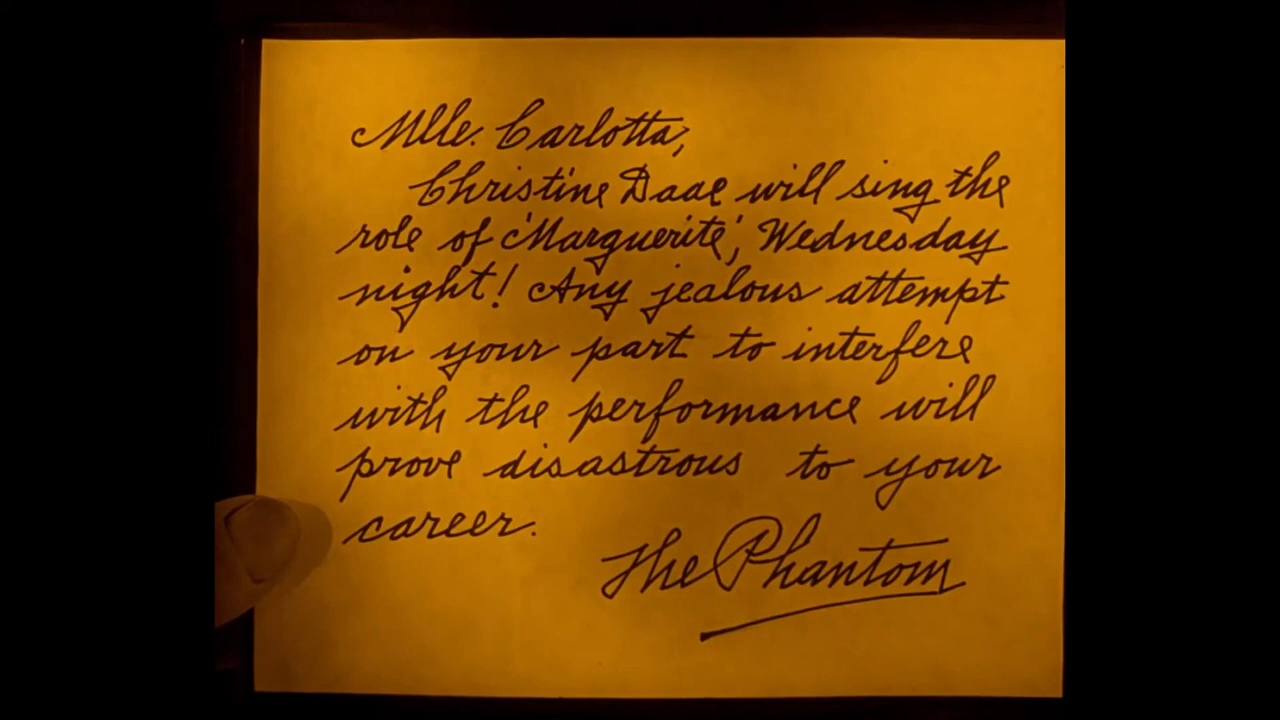 Mlle. Carlotta,
Christine Daae will sing the
role of 'Marguerite', Wednesday
night! Any jealous attempt
on your part to interfere
with the performance will
prove disastrous to your
career.
The Phantom